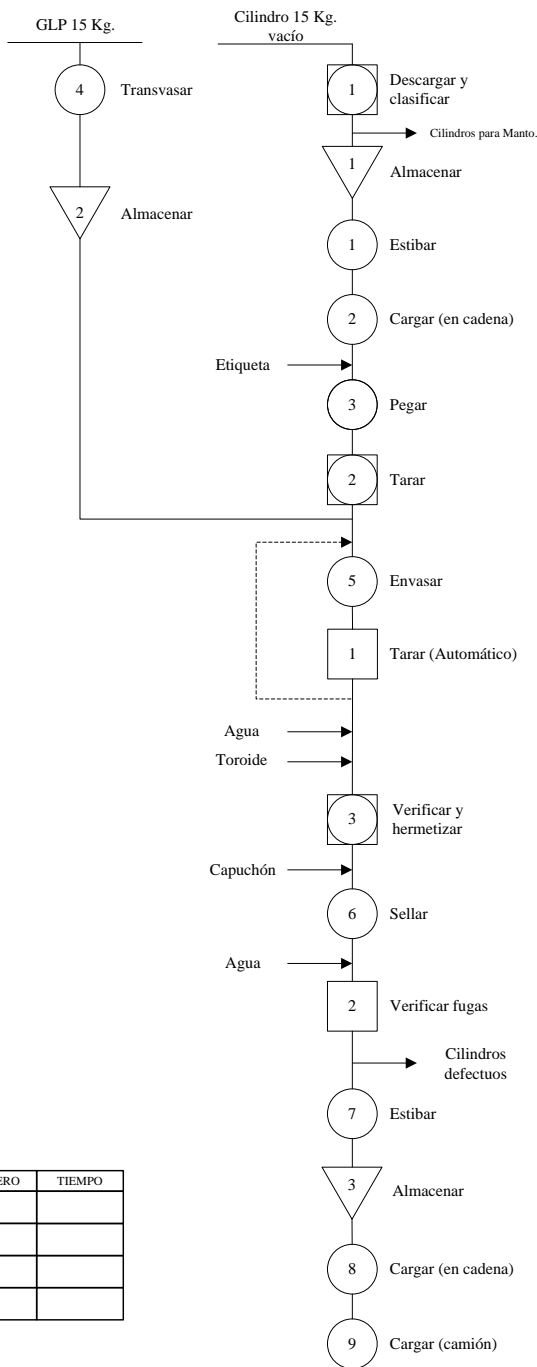 GLP 15 Kg.
Cilindro 15 Kg.
vacío
4
Transvasar
1
Descargar y
clasificar
Cilindros para Manto.
1
Almacenar
2
Almacenar
1
Estibar
2
Cargar (en cadena)
Etiqueta
3
Pegar
2
Tarar
5
Envasar
1
Tarar (Automático)
Agua
Toroide
3
Verificar y
hermetizar
Capuchón
6
Sellar
Agua
2
Verificar fugas
Cilindros
defectuos
7
Estibar
ERO TIEMPO
3
Almacenar
8
Cargar (en cadena)
9
Cargar (camión)